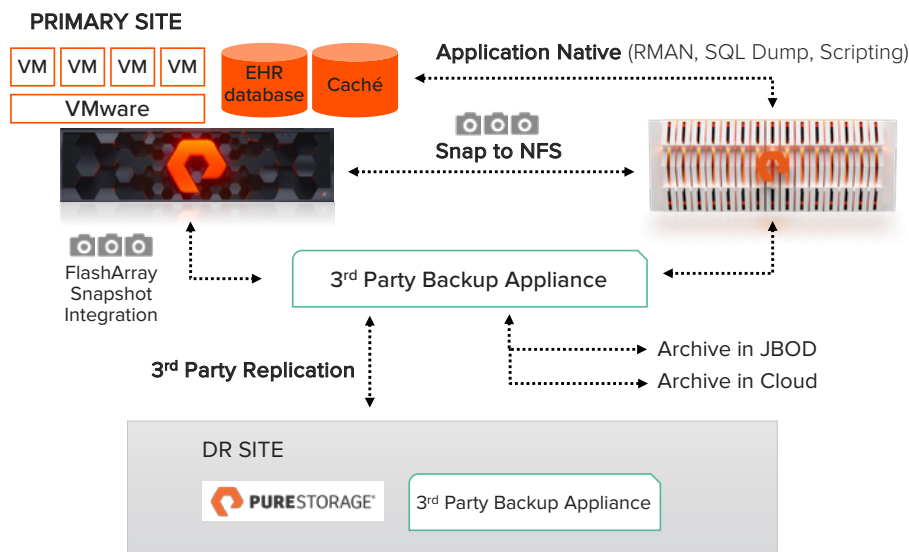 PRIMARY SITE
VM VM VM VM
VMware
EHR
database
Caché
Application Native (RMAN, SQL Dump, Scripting)
Snap to NFS
FlashArray
Snapshot
Integration
3rd Party Backup Appliance
3rd Party Replication
Archive in JBOD
Archive in Cloud
DR SITE
PURESTORAGE®
3rd Party Backup Appliance